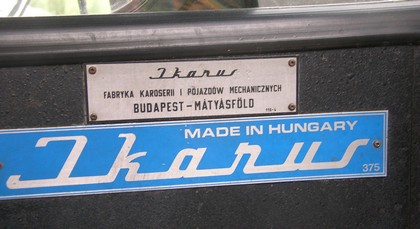 Ikarus
FABRYKA KAROSERII I POJAZDÓW MECHANICZNYCH
BUDAPEST-MÁTYÁSFÖLD
MADE IN HUNGARY
Ikarus
375